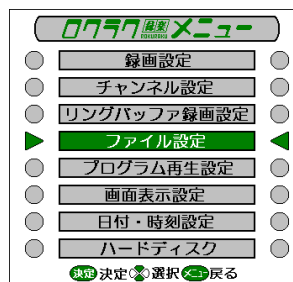 ロクラク録楽メニュー
録画設定
チャンネル設定
リングバッファ録画設定
ファイル設定
プログラム再生設定
画面表示設定
日付・時刻設定
ハードディスク
決定決定選択メニュー戻る